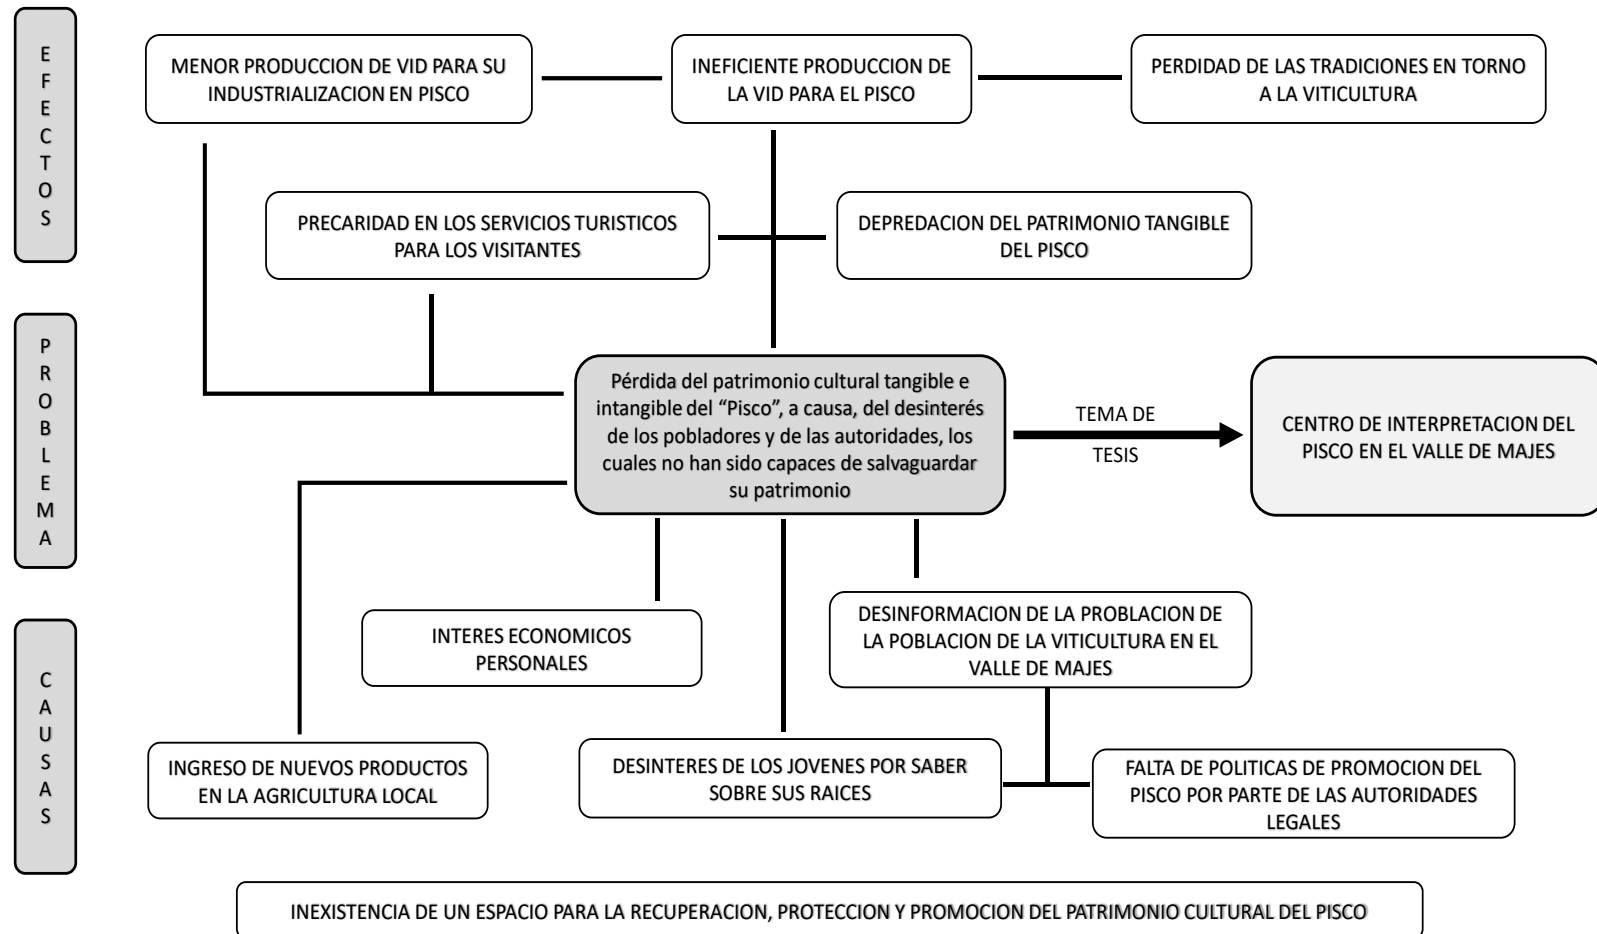 EFECTOS
MENOR PRODUCCION DE VID PARA SU
INDUSTRIALIZACION EN PISCO
INEFICIENTE PRODUCCION DE
LA VID PARA EL PISCO
PERDIDAD DE LAS TRADICIONES EN TORNO
A LA VITICULTURA
PRECARIDAD EN LOS SERVICIOS TURISTICOS
PARA LOS VISITANTES
DEPREDACION DEL PATRIMONIO TANGIBLE
DEL PISCO
PROBLEMA
Pérdida del patrimonio cultural tangible e
intangible del “Pisco”, a causa, del desinterés
de los pobladores y de las autoridades, los
cuales no han sido capaces de salvaguardar
su patrimonio
TEMA DE
TESIS
CENTRO DE INTERPRETACION DEL
PISCO EN EL VALLE DE MAJES
CAUSAS
INTERES ECONOMICOS
PERSONALES
DESINFORMACION DE LA PROBLACION DE
LA POBLACION DE LA VITICULTURA EN EL
VALLE DE MAJES
INGRESO DE NUEVOS PRODUCTOS
EN LA AGRICULTURA LOCAL
DESINTERES DE LOS JOVENES POR SABER
SOBRE SUS RAICES
FALTA DE POLITICAS DE PROMOCION DEL
PISCO POR PARTE DE LAS AUTORIDADES
LEGALES
INEXISTENCIA DE UN ESPACIO PARA LA RECUPERACION, PROTECCION Y PROMOCION DEL PATRIMONIO CULTURAL DEL PISCO